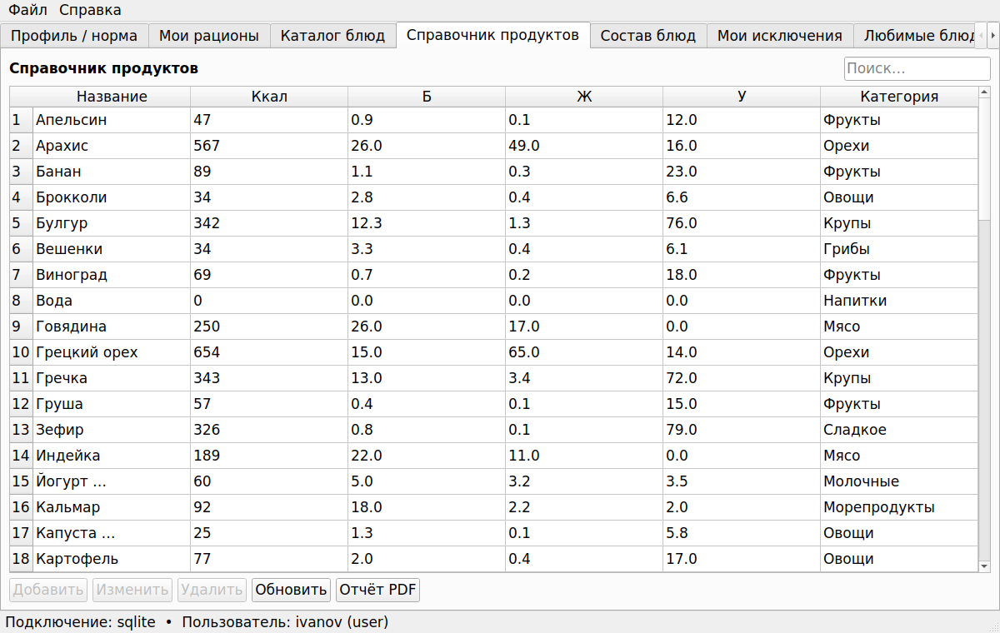 Файл Справка
Профиль / норма Мои рационы Каталог блюд Справочник продуктов Состав блюд Мои исключения Любимые блюд
Справочник продуктов Поиск...
Название Ккал Б Ж У Категория
1 Апельсин 47 0.9 0.1 12.0 Фрукты
2 Арахис 567 26.0 49.0 16.0 Орехи
3 Банан 89 1.1 0.3 23.0 Фрукты
4 Брокколи 34 2.8 0.4 6.6 Овощи
5 Булгур 342 12.3 1.3 76.0 Крупы
6 Вешенки 34 3.3 0.4 6.1 Грибы
7 Виноград 69 0.7 0.2 18.0 Фрукты
8 Вода 0 0.0 0.0 0.0 Напитки
9 Говядина 250 26.0 17.0 0.0 Мясо
10 Грецкий орех 654 15.0 65.0 14.0 Орехи
11 Гречка 343 13.0 3.4 72.0 Крупы
12 Груша 57 0.4 0.1 15.0 Фрукты
13 Зефир 326 0.8 0.1 79.0 Сладкое
14 Индейка 189 22.0 11.0 0.0 Мясо
15 Йогурт ... 60 5.0 3.2 3.5 Молочные
16 Кальмар 92 18.0 2.2 2.0 Морепродукты
17 Капуста ... 25 1.3 0.1 5.8 Овощи
18 Картофель 77 2.0 0.4 17.0 Овощи
Добавить Изменить Удалить Обновить Отчёт PDF
Подключение: sqlite • Пользователь: ivanov (user)